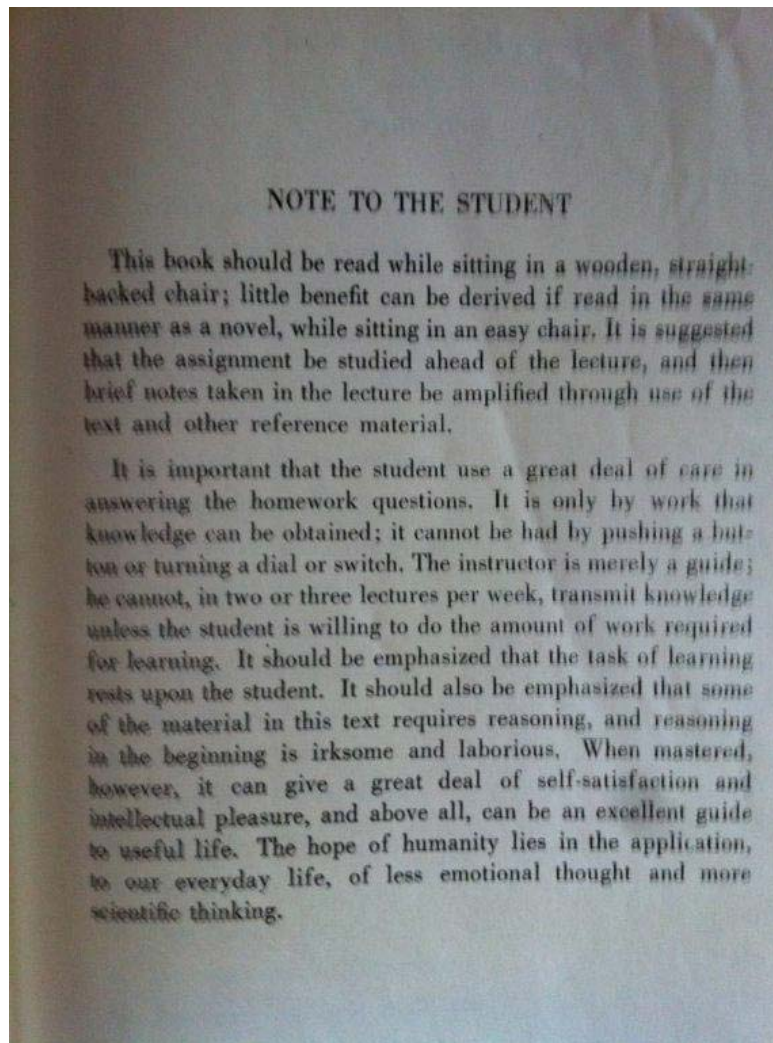 NOTE TO THE STUDENT
This book should be read while sitting in a wooden, straight-
backed chair; little benefit can be derived if read in the same
manner as a novel, while sitting in an easy chair. It is suggested
that the assignment be studied ahead of the lecture, and then
brief notes taken in the lecture be amplified through use of the
text and other reference material.
It is important that the student use a great deal of care in
answering the homework questions. It is only by work that
knowledge can be obtained; it cannot be had by pushing a but-
ton or turning a dial or switch. The instructor is merely a guide;
he cannot, in two or three lectures per week, transmit knowledge
unless the student is willing to do the amount of work required
for learning. It should be emphasized that the task of learning
rests upon the student. It should also be emphasized that some
of the material in this text requires reasoning, and reasoning
in the beginning is irksome and laborious. When mastered,
however, it can give a great deal of self-satisfaction and
intellectual pleasure, and above all, can be an excellent guide
to useful life. The hope of humanity lies in the application,
to our everyday life, of less emotional thought and more
scientific thinking.